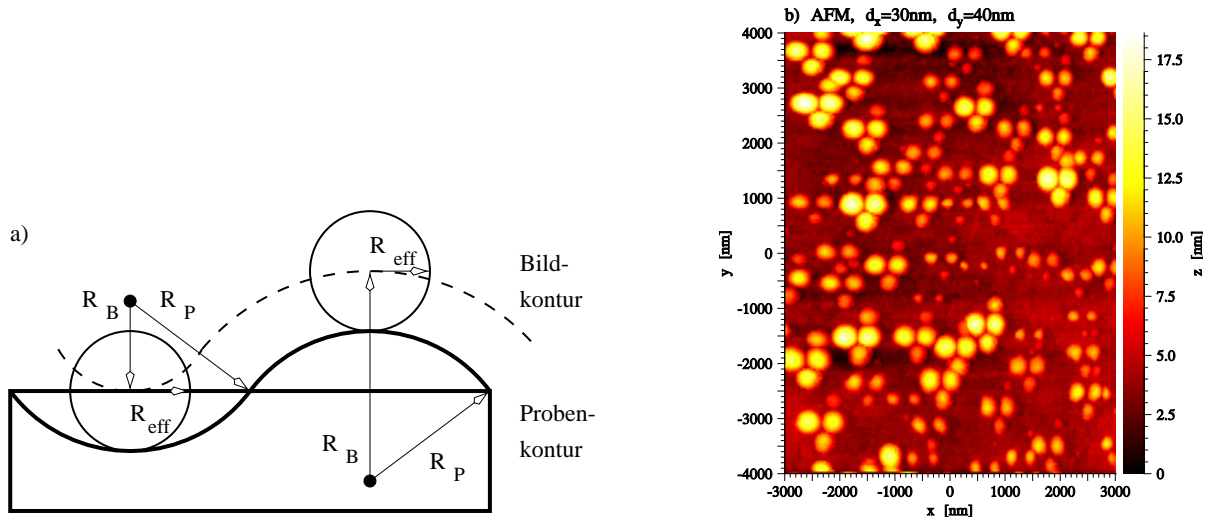 a)
R eff
R B
R P
R eff
R B
R P
Bild-
kontur
Proben-
kontur
b) AFM, d_x=30nm, d_y=40nm
4000
3000
2000
1000
0
-1000
-2000
-3000
-4000
y [nm]
-3000 -2000 -1000 0 1000 2000 3000
x [nm]
17.5
15.0
12.5
10.0
7.5
5.0
2.5
0
z [nm]